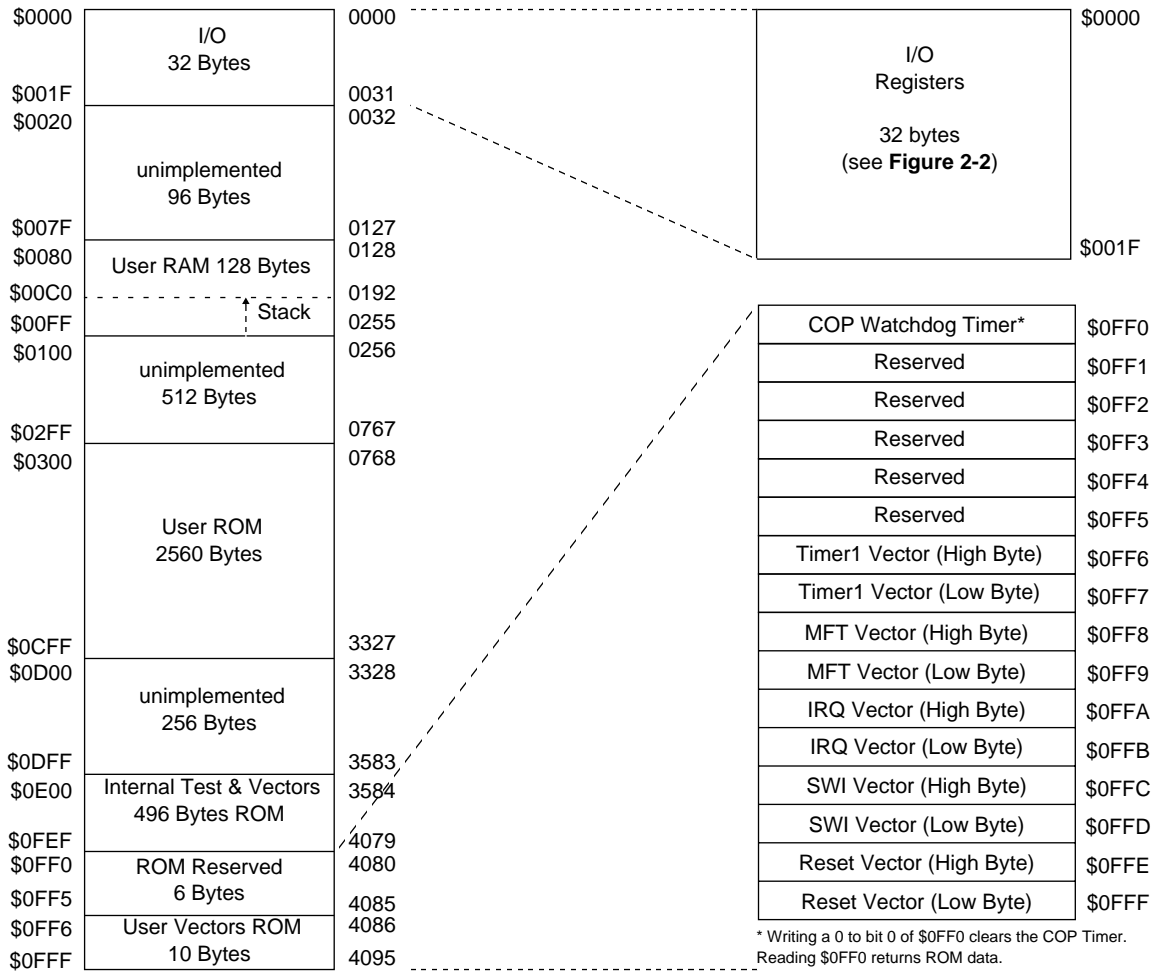 $0000
I/O
32 Bytes
0000
$001F
0031
$0020
0032
unimplemented
96 Bytes
$007F
0127
$0080
0128
User RAM 128 Bytes
$00C0
0192
Stack
$00FF
0255
$0100
0256
unimplemented
512 Bytes
$02FF
0767
$0300
0768
User ROM
2560 Bytes
$0CFF
3327
$0D00
3328
unimplemented
256 Bytes
$0DFF
3583
$0E00
3584
Internal Test & Vectors
496 Bytes ROM
$0FEF
4079
$0FF0
4080
ROM Reserved
6 Bytes
$0FF5
4085
$0FF6
4086
User Vectors ROM
10 Bytes
$0FFF
4095
$0000
I/O
Registers
32 bytes
(see Figure 2-2)
$001F
COP Watchdog Timer* $0FF0
Reserved $0FF1
Reserved $0FF2
Reserved $0FF3
Reserved $0FF4
Reserved $0FF5
Timer1 Vector (High Byte) $0FF6
Timer1 Vector (Low Byte) $0FF7
MFT Vector (High Byte) $0FF8
MFT Vector (Low Byte) $0FF9
IRQ Vector (High Byte) $0FFA
IRQ Vector (Low Byte) $0FFB
SWI Vector (High Byte) $0FFC
SWI Vector (Low Byte) $0FFD
Reset Vector (High Byte) $0FFE
Reset Vector (Low Byte) $0FFF
* Writing a 0 to bit 0 of $0FF0 clears the COP Timer.
Reading $0FF0 returns ROM data.